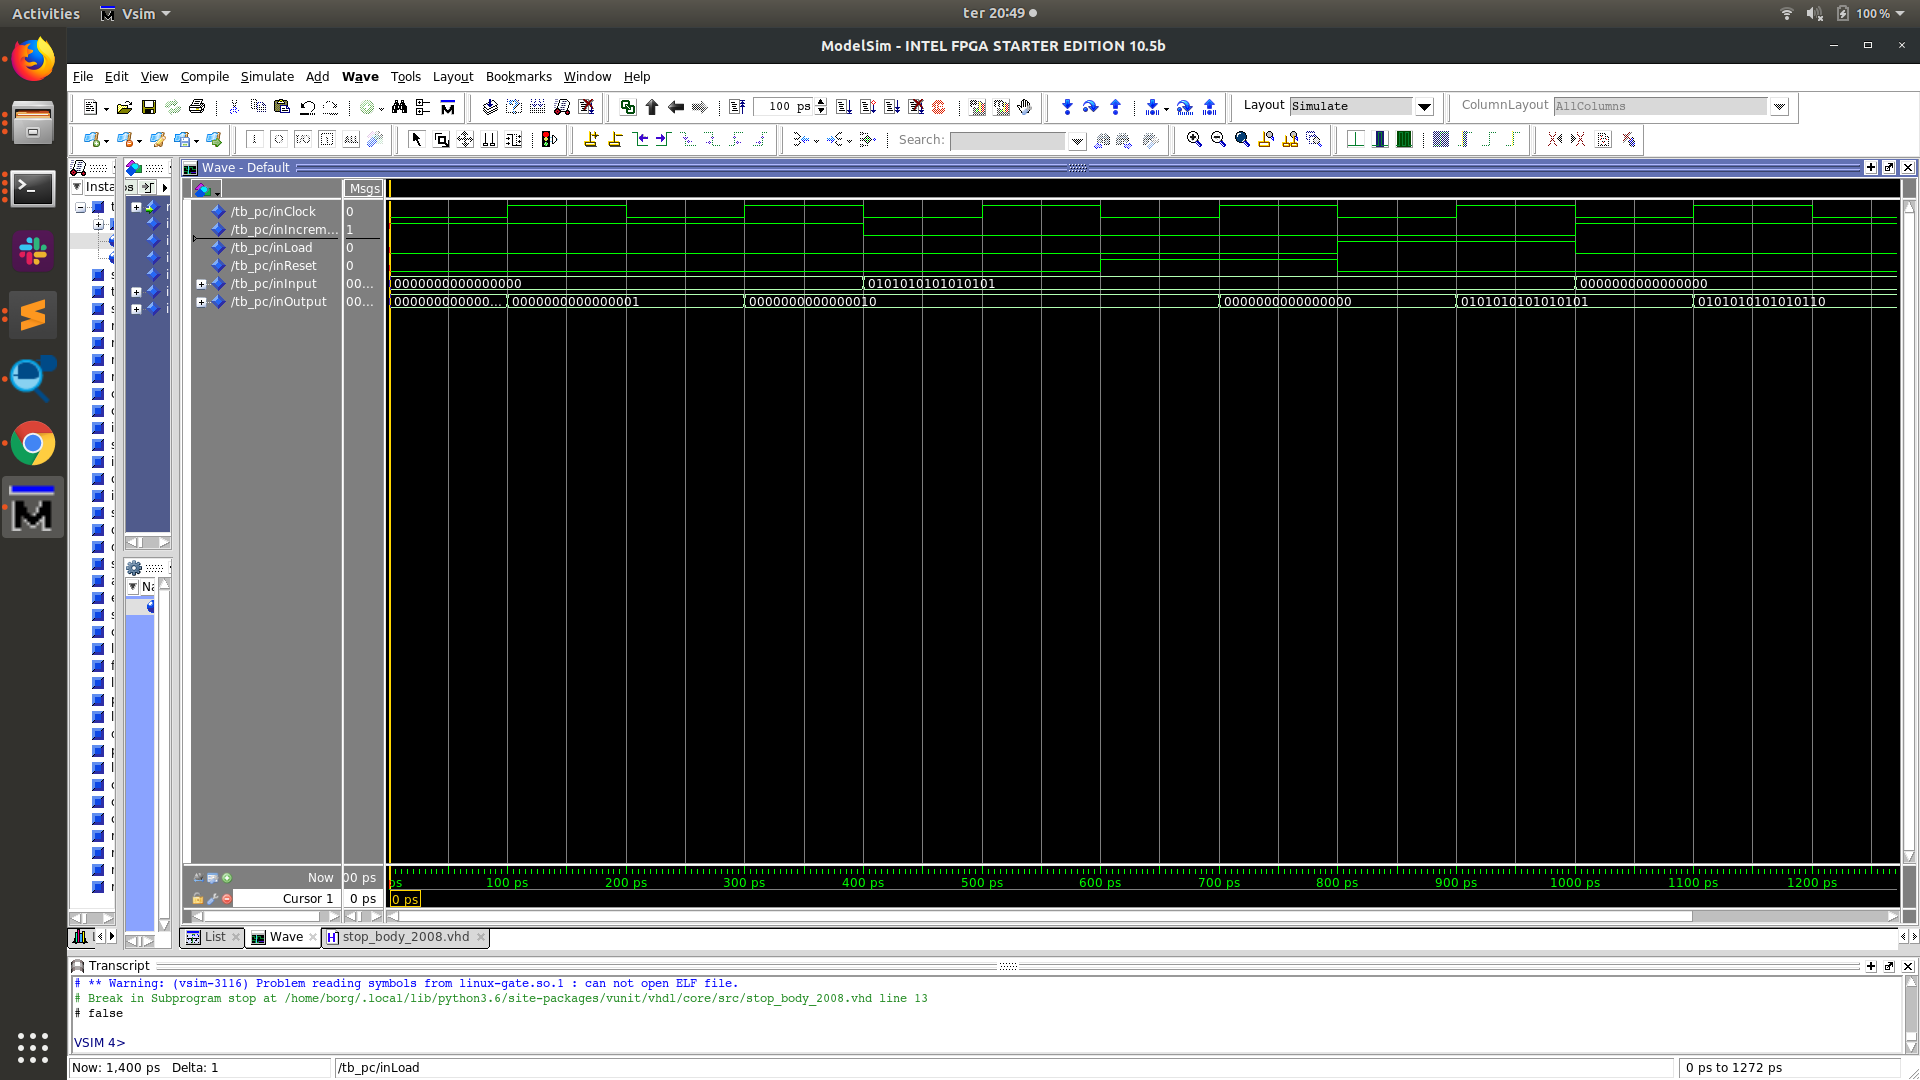 Activities Vsim ter 20:49 100 %
ModelSim - INTEL FPGA STARTER EDITION 10.5b
File Edit View Compile Simulate Add Wave Tools Layout Bookmarks Window Help
100 ps Layout Simulate ColumnLayout AllColumns
Search:
Wave - Default
Insta
Msgs
/tb_pc/inClock 0
/tb_pc/inIncrem... 1
/tb_pc/inLoad 0
/tb_pc/inReset 0
/tb_pc/inInput 00... 0000000000000000 0101010101010101 0000000000000000
/tb_pc/inOutput 00... 000000000000... 0000000000000001 0000000000000010 0000000000000000 0101010101010101 0101010101010110
Na
Now 00 ps ps 100 ps 200 ps 300 ps 400 ps 500 ps 600 ps 700 ps 800 ps 900 ps 1000 ps 1100 ps 1200 ps
Cursor 1 0 ps 0 ps
List Wave stop_body_2008.vhd
Transcript
# ** Warning: (vsim-3116) Problem reading symbols from linux-gate.so.1 : can not open ELF file.
# Break in Subprogram stop at /home/borg/.local/lib/python3.6/site-packages/vunit/vhdl/core/src/stop_body_2008.vhd line 13
# false
VSIM 4>
Now: 1,400 ps Delta: 1 /tb_pc/inLoad 0 ps to 1272 ps